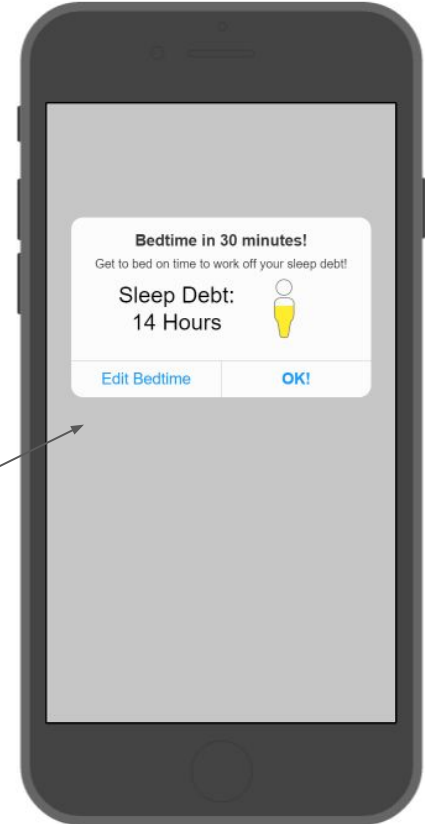 Bedtime in 30 minutes!
Get to bed on time to work off your sleep debt!
Sleep Debt:
14 Hours
Edit Bedtime
OK!